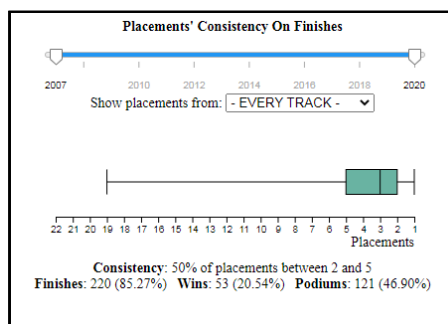 Placements' Consistency On Finishes
2007 2010 2012 2014 2016 2018 2020
Show placements from: - EVERY TRACK -
22 21 20 19 18 17 16 15 14 13 12 11 10 9 8 7 6 5 4 3 2 1
Placements
Consistency: 50% of placements between 2 and 5
Finishes: 220 (85.27%) Wins: 53 (20.54%) Podiums: 121 (46.90%)